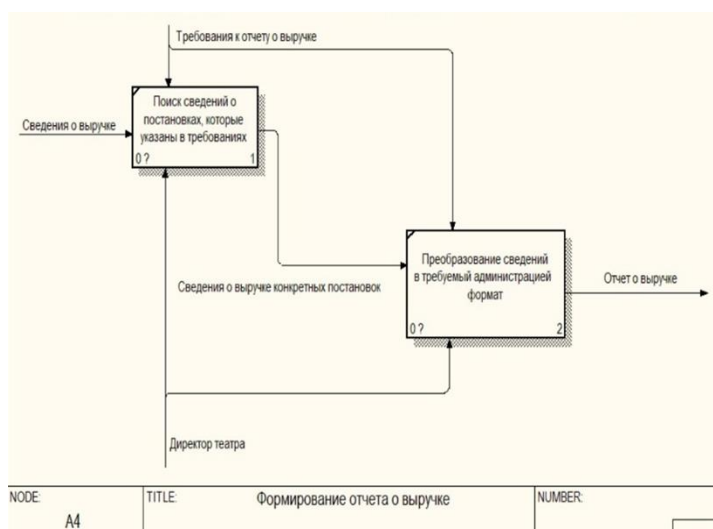 Требования к отчету о выручке
Сведения о выручке
Поиск сведений о
постановках, которые
указаны в требованиях
0 ?
1
Преобразование сведений
в требуемый администрацией
формат
0 ?
2
Отчет о выручке
Сведения о выручке конкретных постановок
Директор театра
NODE:
A4
TITLE:
Формирование отчета о выручке
NUMBER: